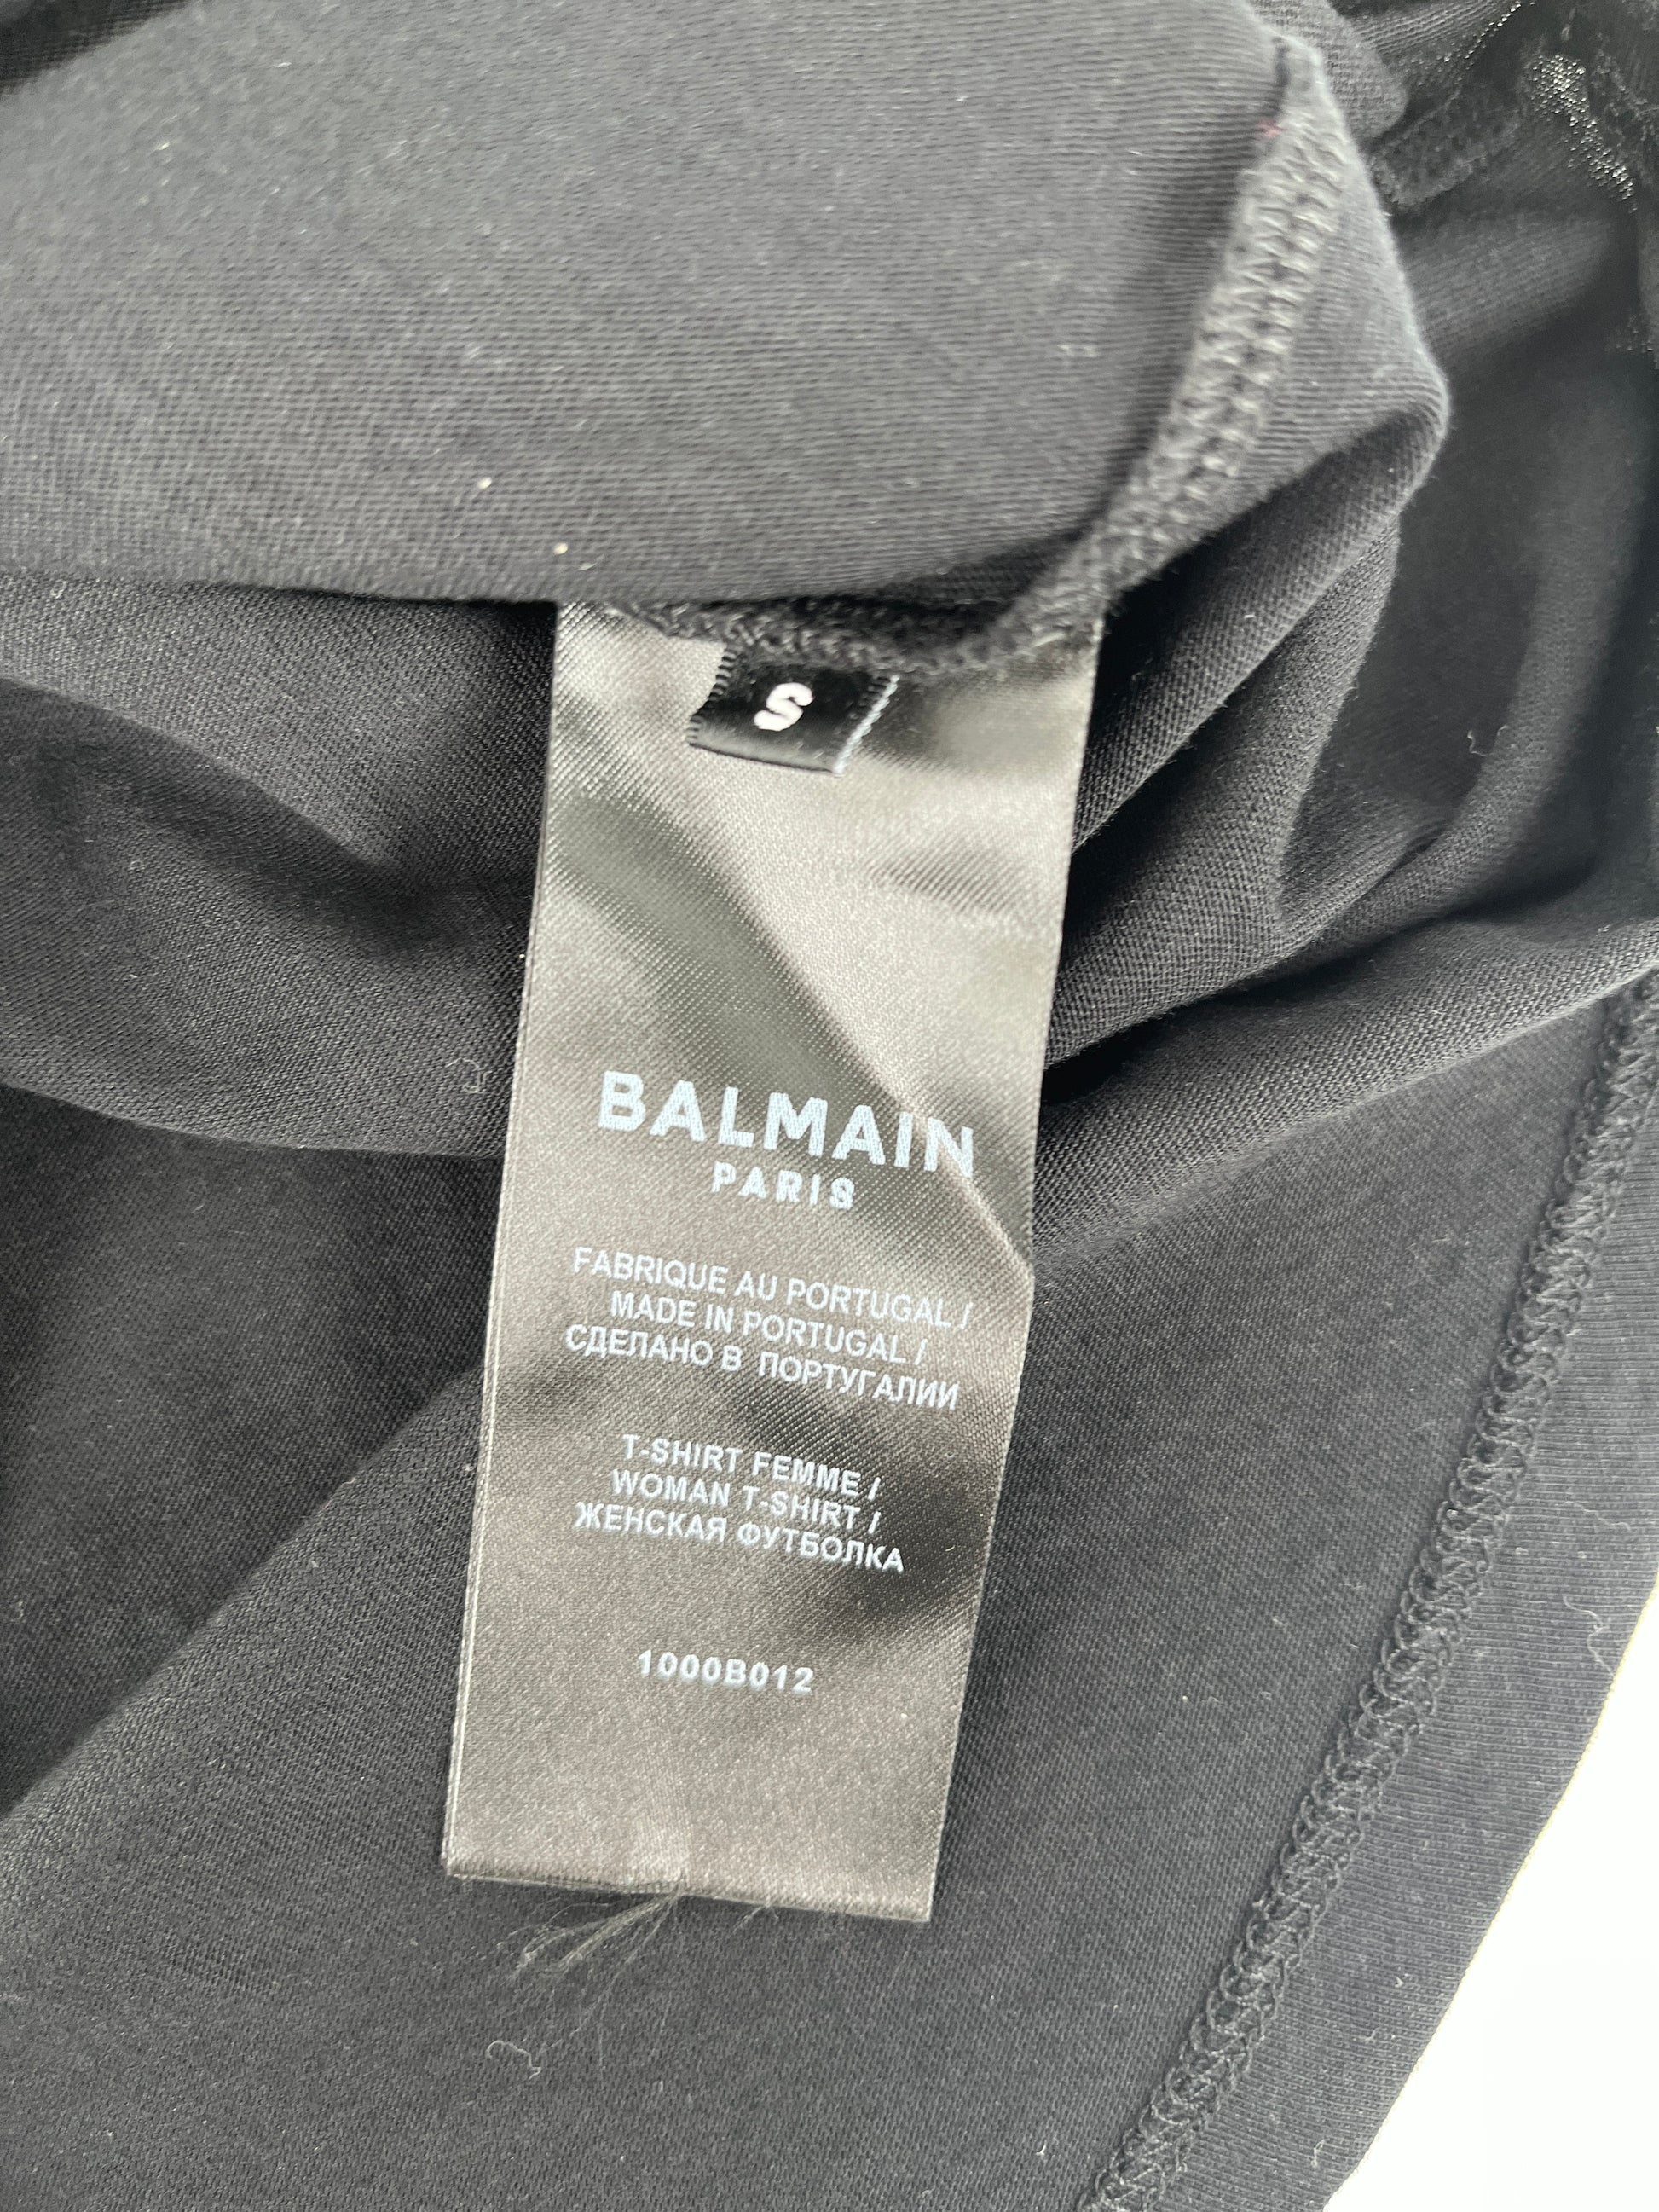 S
BALMAIN
PARIS
FABRIQUE AU PORTUGAL /
MADE IN PORTUGAL /
СДЕЛАНО В ПОРТУГАЛИИ
T-SHIRT FEMME /
WOMAN T-SHIRT /
ЖЕНСКАЯ ФУТБОЛКА
1000B012